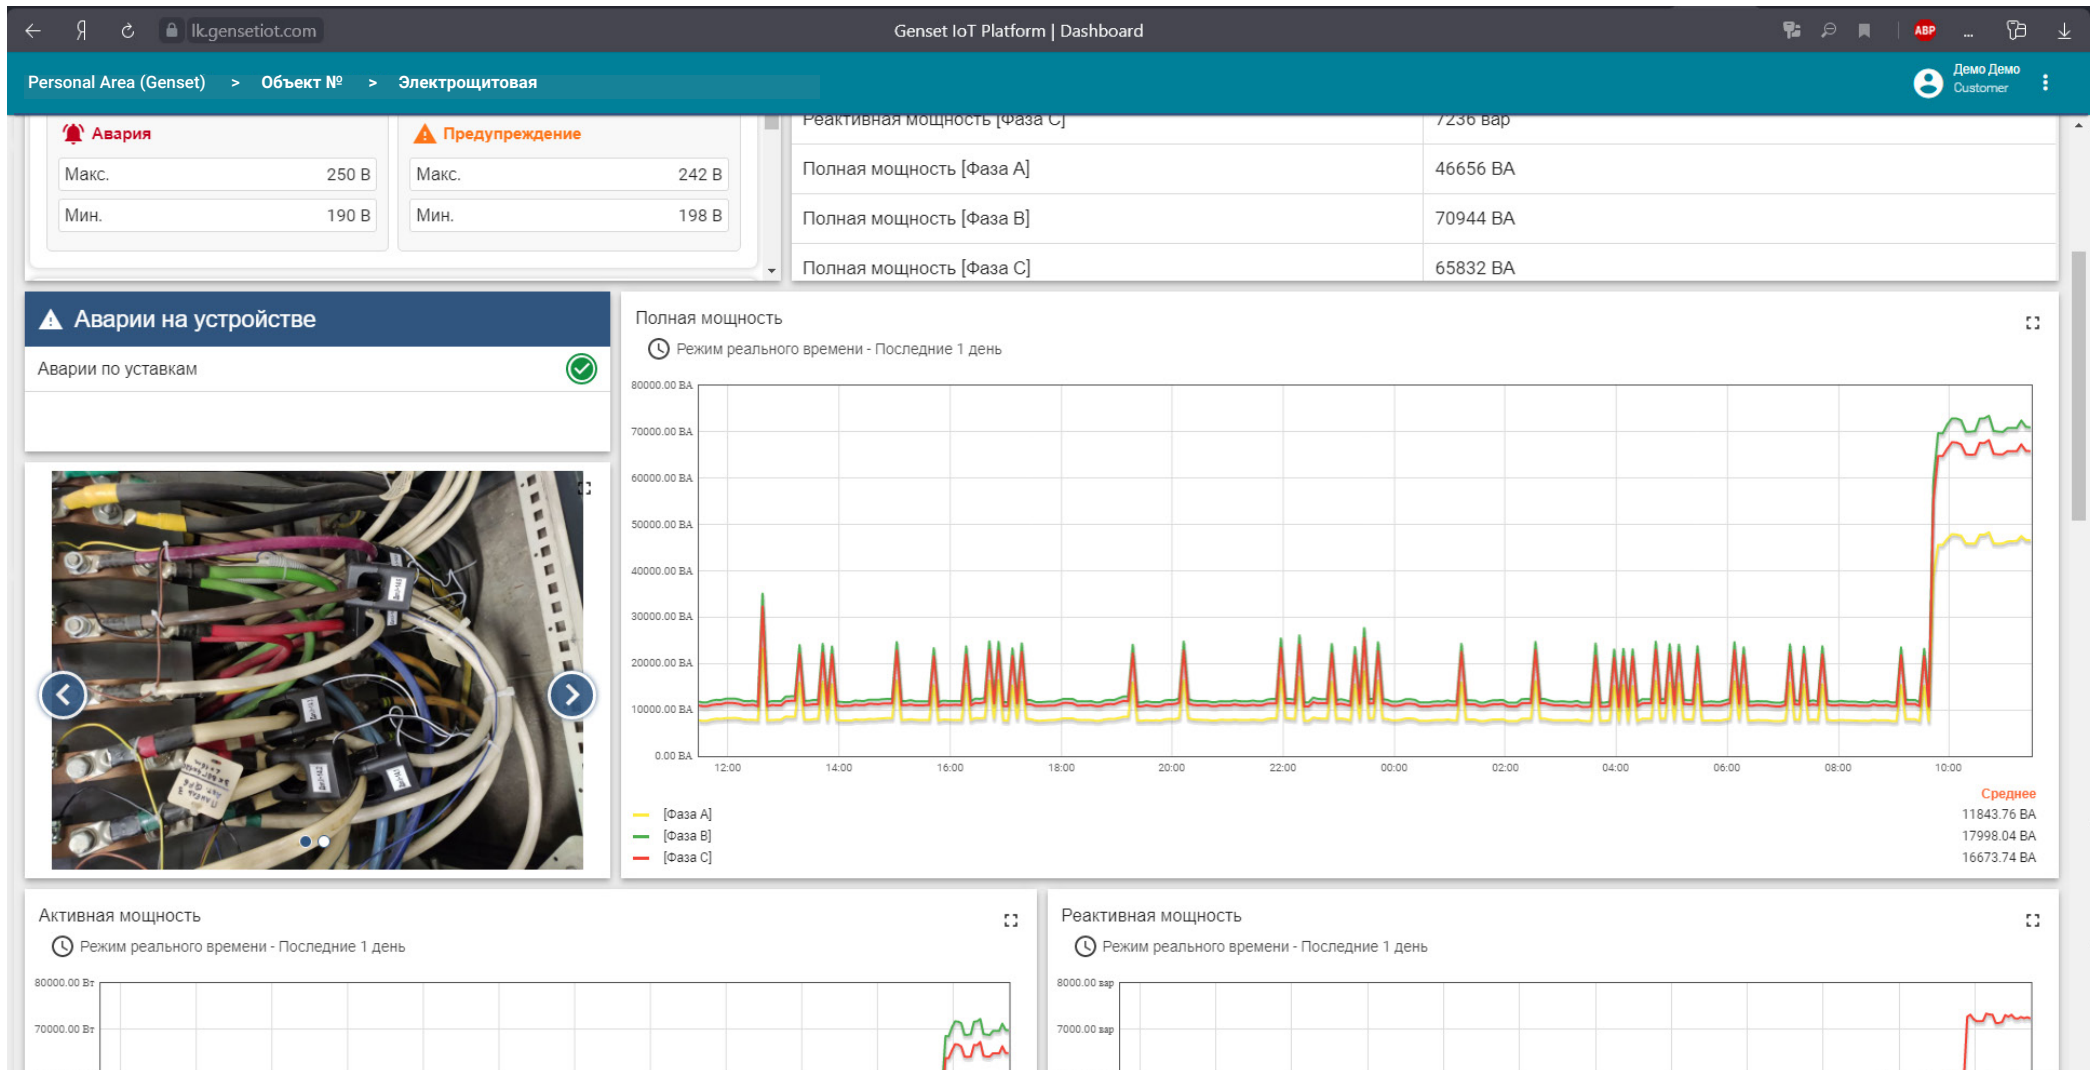 lk.gensetiot.com
Genset IoT Platform | Dashboard
ABP
Personal Area (Genset) > Объект № > Электрощитовая
Демо Демо
Customer
Авария
Макс. 250 В
Мин. 190 В
Предупреждение
Макс. 242 В
Мин. 198 В
Реактивная мощность [Фаза C] 7236 вар
Полная мощность [Фаза A] 46656 ВА
Полная мощность [Фаза B] 70944 ВА
Полная мощность [Фаза C] 65832 ВА
Аварии на устройстве
Аварии по уставкам
Полная мощность
Режим реального времени - Последние 1 день
80000.00 ВА
70000.00 ВА
60000.00 ВА
50000.00 ВА
40000.00 ВА
30000.00 ВА
20000.00 ВА
10000.00 ВА
0.00 ВА
12:00 14:00 16:00 18:00 20:00 22:00 00:00 02:00 04:00 06:00 08:00 10:00
Среднее
[Фаза A] 11843.76 ВА
[Фаза B] 17998.04 ВА
[Фаза C] 16673.74 ВА
Активная мощность
Режим реального времени - Последние 1 день
80000.00 Вт
70000.00 Вт
Реактивная мощность
Режим реального времени - Последние 1 день
8000.00 вар
7000.00 вар